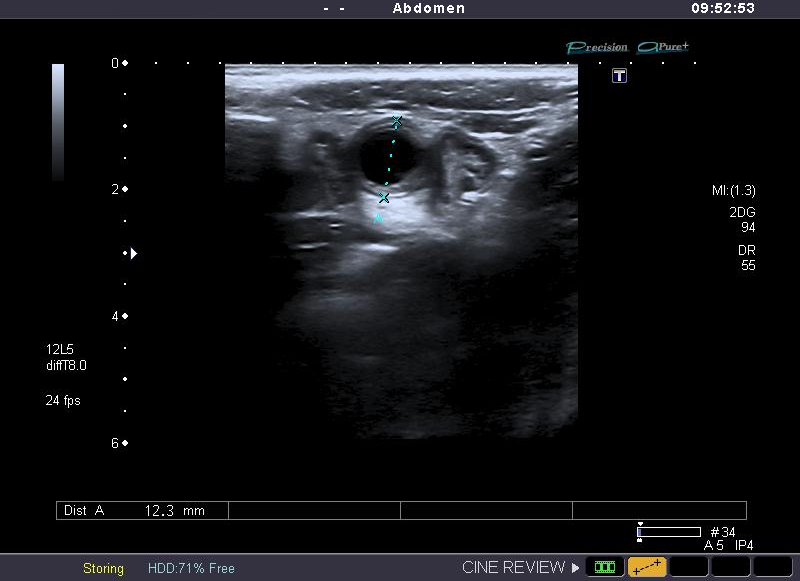 - - Abdomen 09:52:53
Precision APure+
T
0
2
4
6
MI:(1.3)
2DG
94
DR
55
12L5
diffT8.0
24 fps
A
Dist A 12.3 mm
#34
A 5 IP4
Storing HDD:71% Free CINE REVIEW